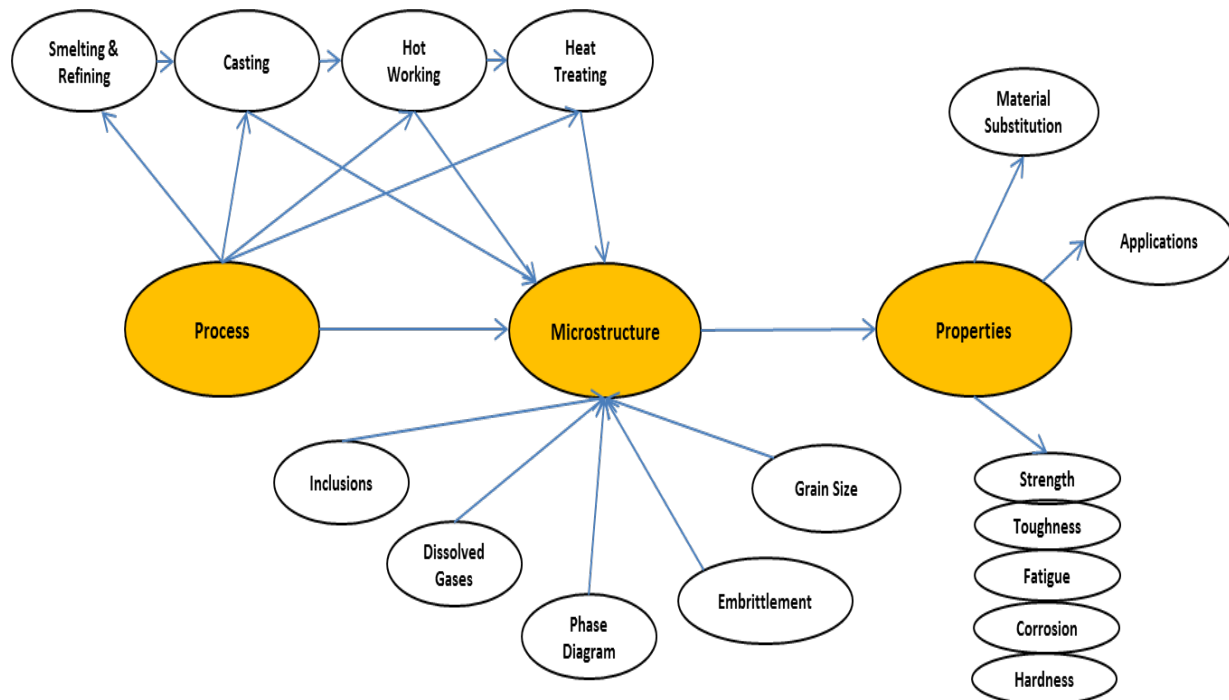 Smelting &
Refining
Casting
Hot
Working
Heat
Treating
Material
Substitution
Applications
Process
Microstructure
Properties
Inclusions
Dissolved
Gases
Phase
Diagram
Embrittlement
Grain Size
Strength
Toughness
Fatigue
Corrosion
Hardness